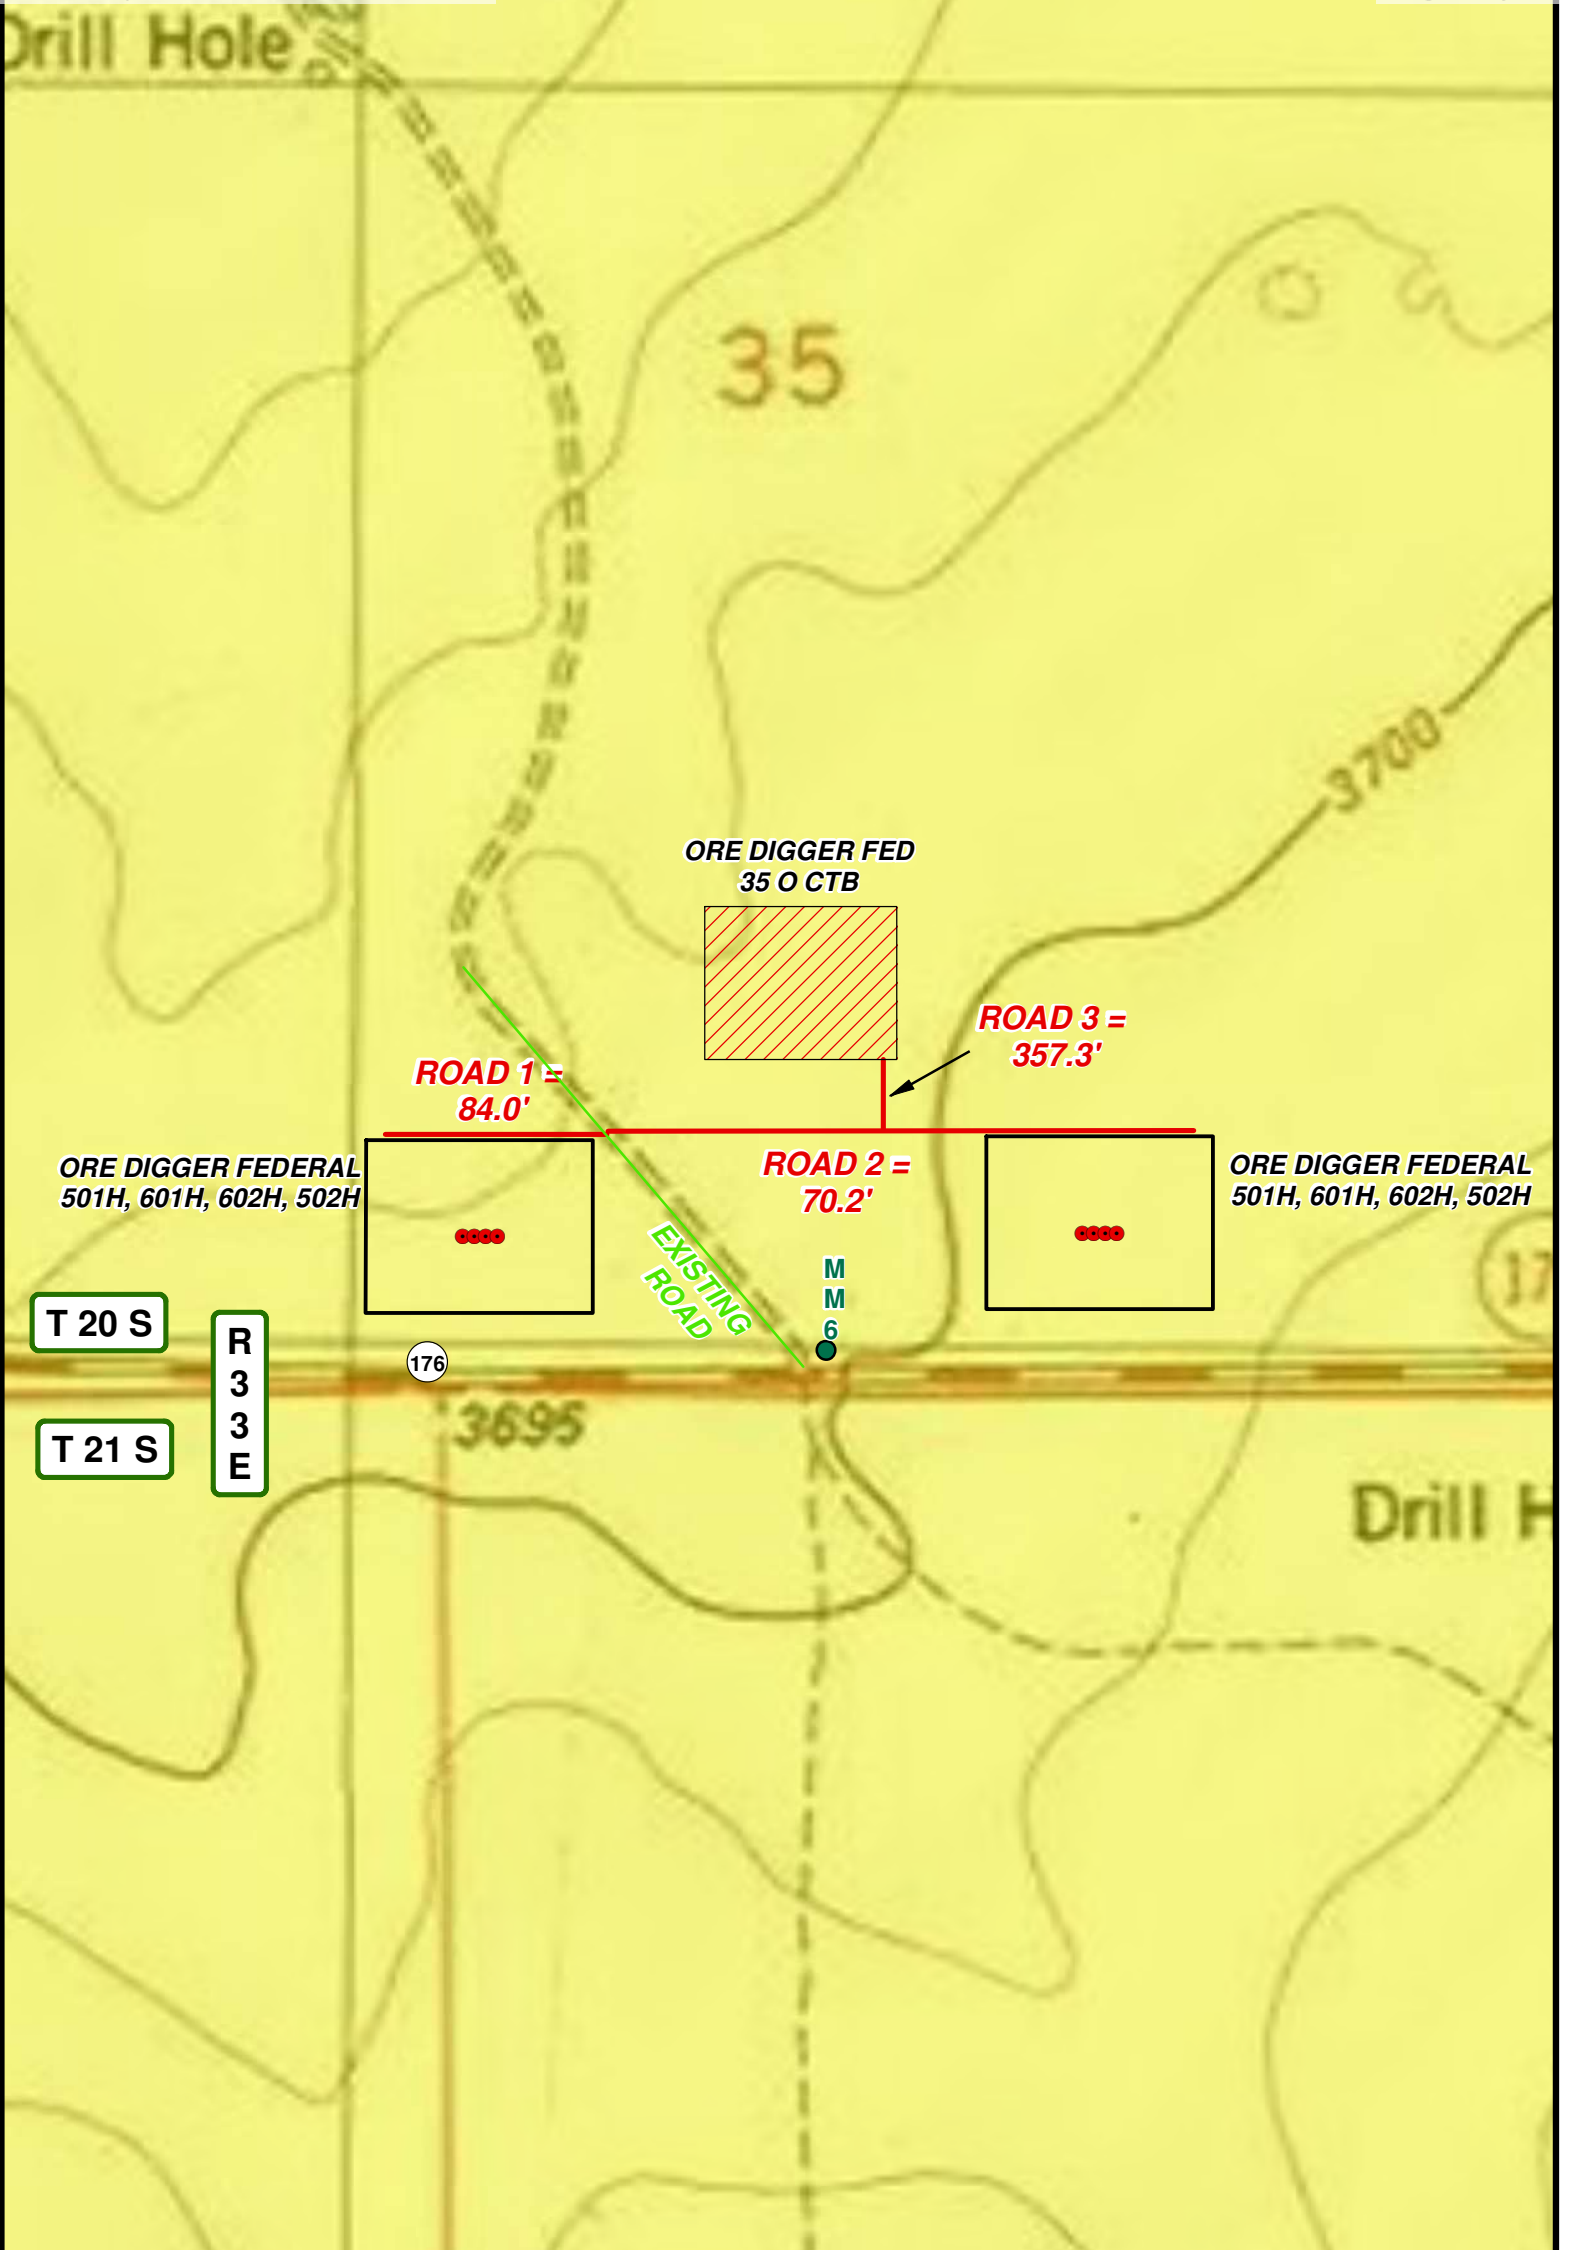 Drill Hole
35
3700
ORE DIGGER FED
35 O CTB
ROAD 3 =
357.3'
ROAD 1 =
84.0'
ORE DIGGER FEDERAL
501H, 601H, 602H, 502H
ROAD 2 =
70.2'
ORE DIGGER FEDERAL
501H, 601H, 602H, 502H
EXISTING
ROAD
M
M
6
17
T 20 S
R
3
3
E
176
3695
T 21 S
Drill H